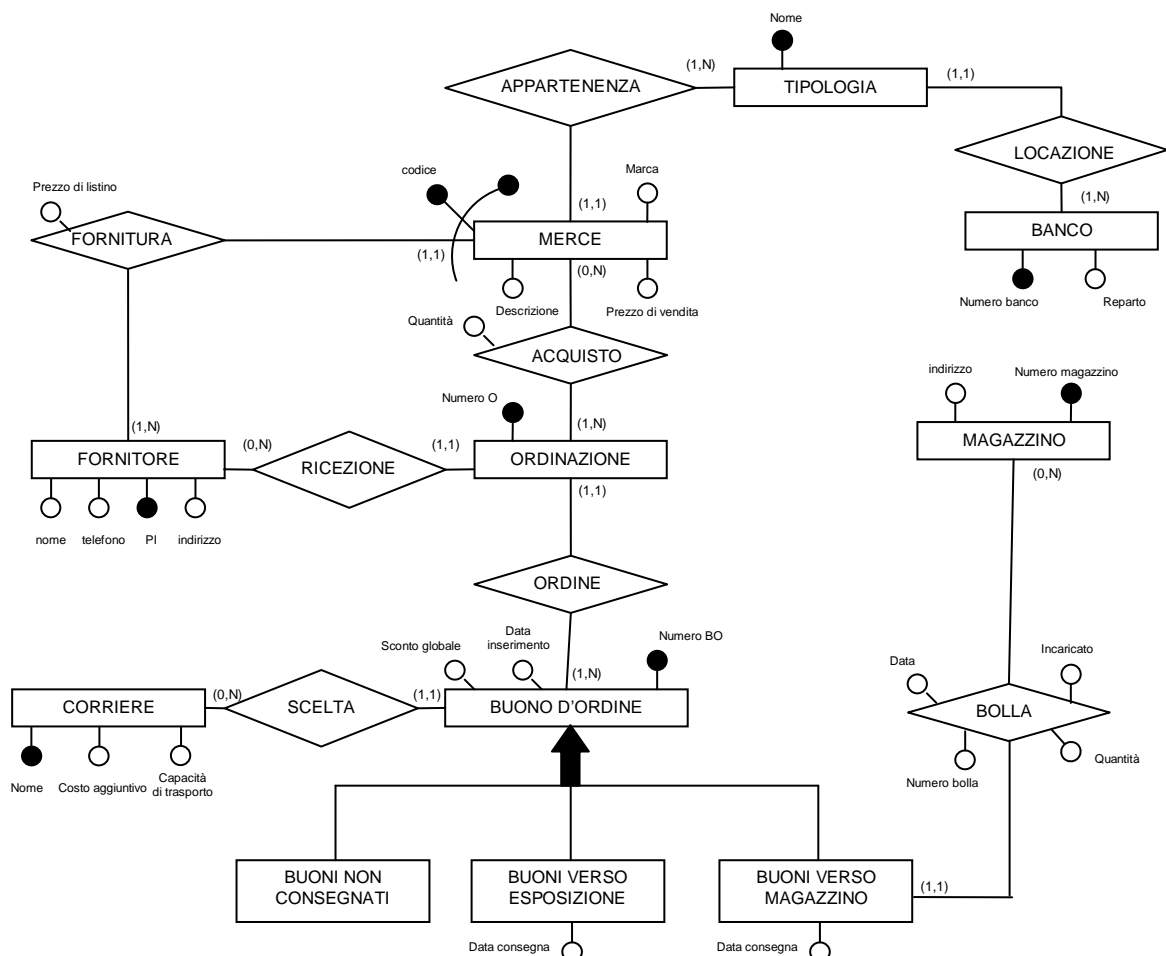 Nome
(1,N)
APPARTENENZA
TIPOLOGIA
(1,1)
LOCAZIONE
codice
Marca
Prezzo di listino
(1,1)
(1,N)
FORNITURA
MERCE
BANCO
(1,1)
(0,N)
Descrizione
Prezzo di vendita
Numero banco
Reparto
Quantità
ACQUISTO
indirizzo
Numero magazzino
Numero O
(1,N)
(0,N)
(1,1)
(1,N)
FORNITORE
RICEZIONE
ORDINAZIONE
MAGAZZINO
(1,1)
(0,N)
nome
telefono
PI
indirizzo
ORDINE
Sconto globale
Data
inserimento
Numero BO
Data
Incaricato
(0,N)
(1,1)
(1,N)
CORRIERE
SCELTA
BUONO D'ORDINE
BOLLA
Nome
Costo aggiuntivo
Capacità
di trasporto
Numero bolla
Quantità
BUONI NON
CONSEGNATI
BUONI VERSO
ESPOSIZIONE
BUONI VERSO
MAGAZZINO
(1,1)
Data consegna
Data consegna